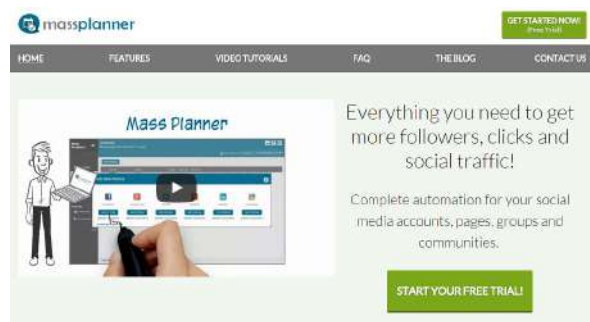 massplanner
GET STARTED NOW!
(Free Trial)
HOME
FEATURES
VIDEO TUTORIALS
FAQ
THE BLOG
CONTACT US
Mass Planner
Everything you need to get
more followers, clicks and
social traffic!
Complete automation for your social
media accounts, pages, groups and
communities.
START YOUR FREE TRIAL!